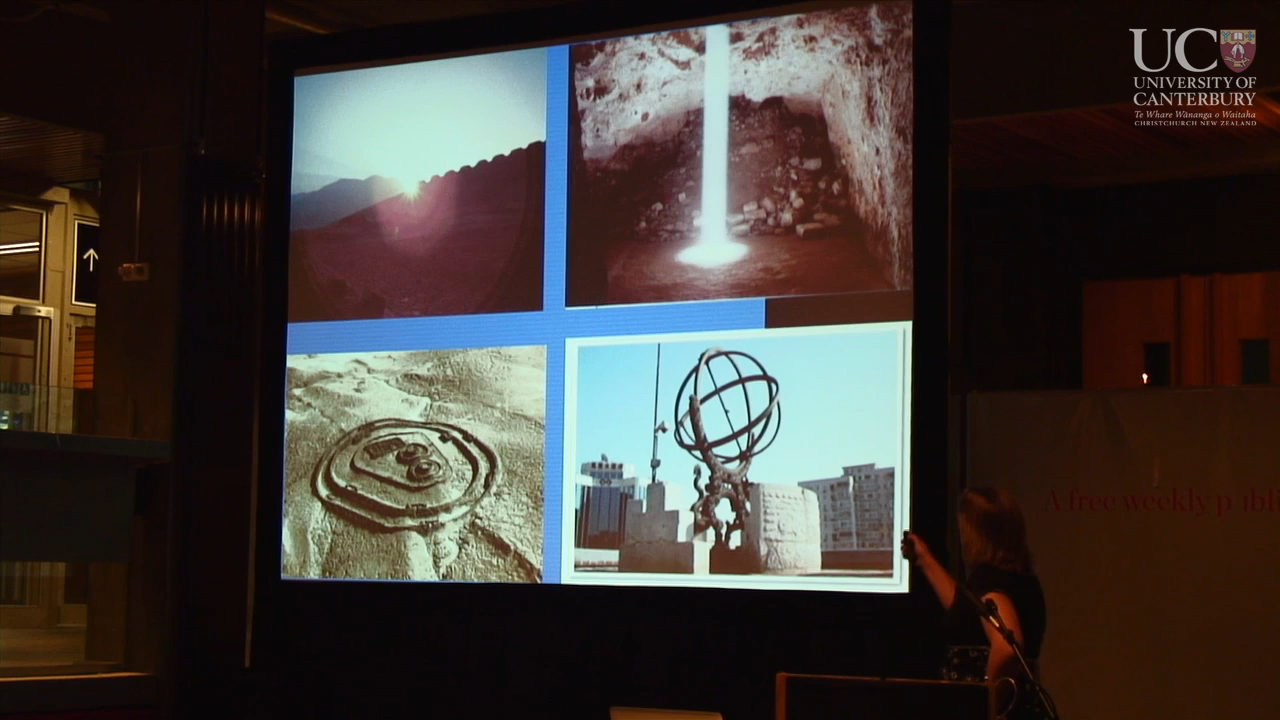 UC
UNIVERSITY OF
CANTERBURY
Te Whare Wānanga o Waitaha
CHRISTCHURCH NEW ZEALAND
A free weekly